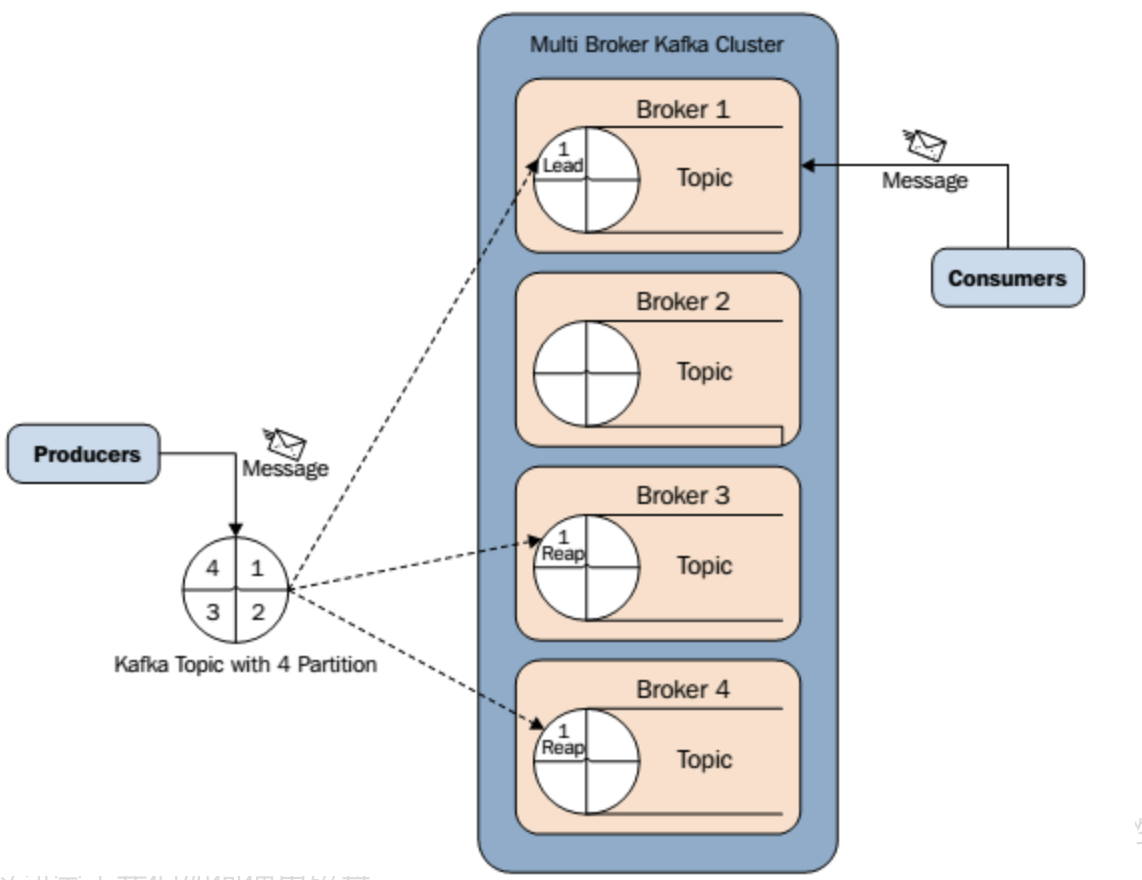 Multi Broker Kafka Cluster
Broker 1
1
Lead
Topic
Message
Consumers
Broker 2
Topic
Producers
Message
Broker 3
1
Reap
Topic
4 1
3 2
Kafka Topic with 4 Partition
Broker 4
1
Reap
Topic